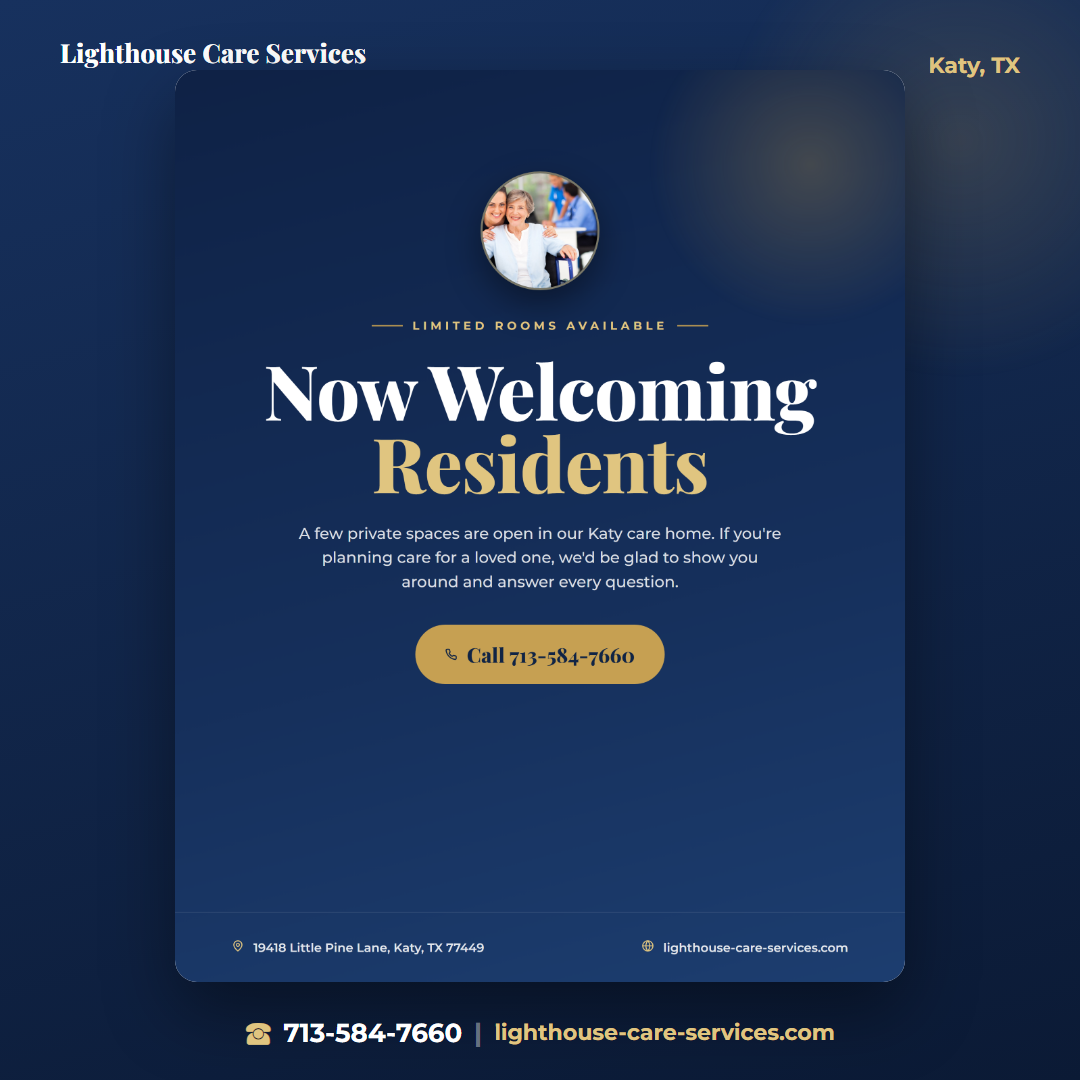 Lighthouse Care Services
Katy, TX
LIMITED ROOMS AVAILABLE
Now Welcoming
Residents
A few private spaces are open in our Katy care home. If you're
planning care for a loved one, we'd be glad to show you
around and answer every question.
Call 713-584-7660
19418 Little Pine Lane, Katy, TX 77449
lighthouse-care-services.com
713-584-7660 | lighthouse-care-services.com